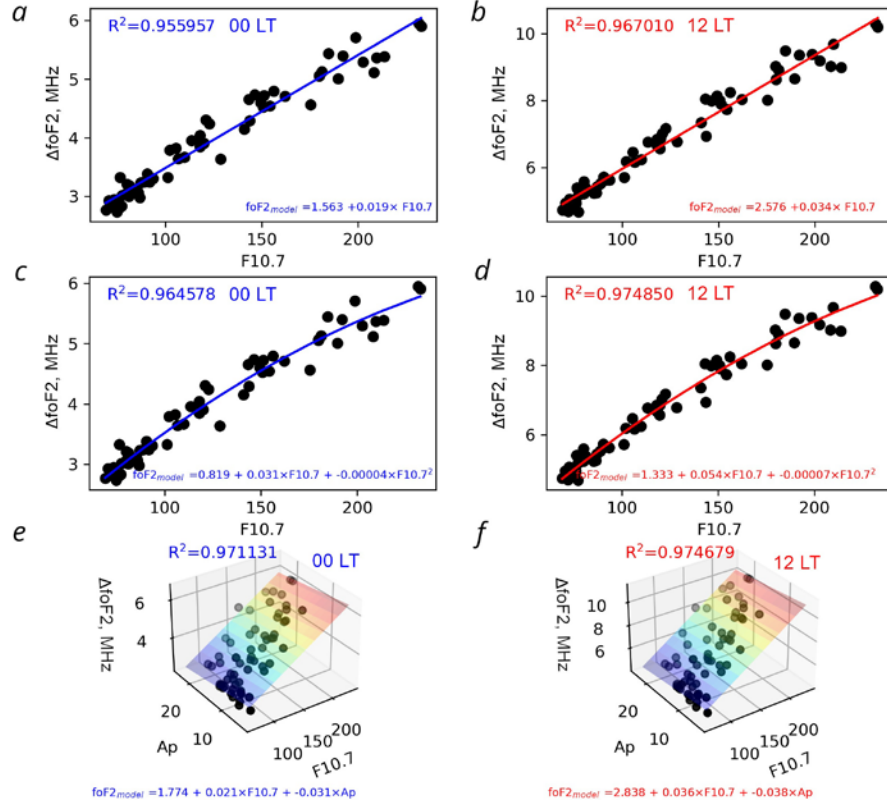 a
b
R²=0.955957 00 LT
R²=0.967010 12 LT
6
5
4
3
ΔfoF2, MHz
10
8
6
ΔfoF2, MHz
foF2model =1.563 +0.019× F10.7
foF2model =2.576 +0.034× F10.7
100 150 200
F10.7
100 150 200
F10.7
c
d
R²=0.964578 00 LT
R²=0.974850 12 LT
6
5
4
3
ΔfoF2, MHz
10
8
6
ΔfoF2, MHz
foF2model =0.819 + 0.031×F10.7 + -0.00004×F10.7²
foF2model =1.333 + 0.054×F10.7 + -0.00007×F10.7²
100 150 200
F10.7
100 150 200
F10.7
e
f
R²=0.971131
00 LT
R²=0.974679
12 LT
ΔfoF2, MHz
6
4
ΔfoF2, MHz
10
8
6
20
10
Ap
100 150 200
F10.7
20
10
Ap
100 150 200
F10.7
foF2model =1.774 + 0.021×F10.7 + -0.031×Ap
foF2model =2.838 + 0.036×F10.7 + -0.038×Ap